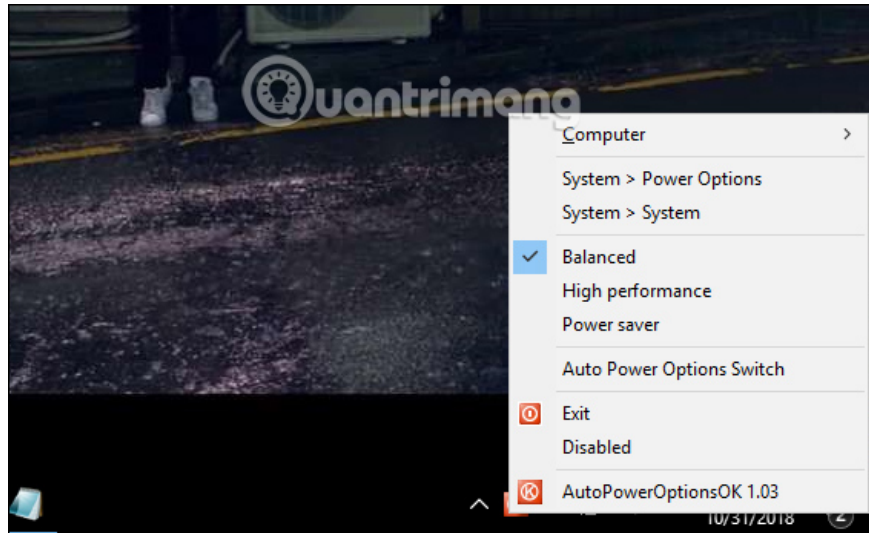 Quantrimang
Computer
System > Power Options
System > System
Balanced
High performance
Power saver
Auto Power Options Switch
Exit
Disabled
AutoPowerOptionsOK 1.03
10/31/2018
2